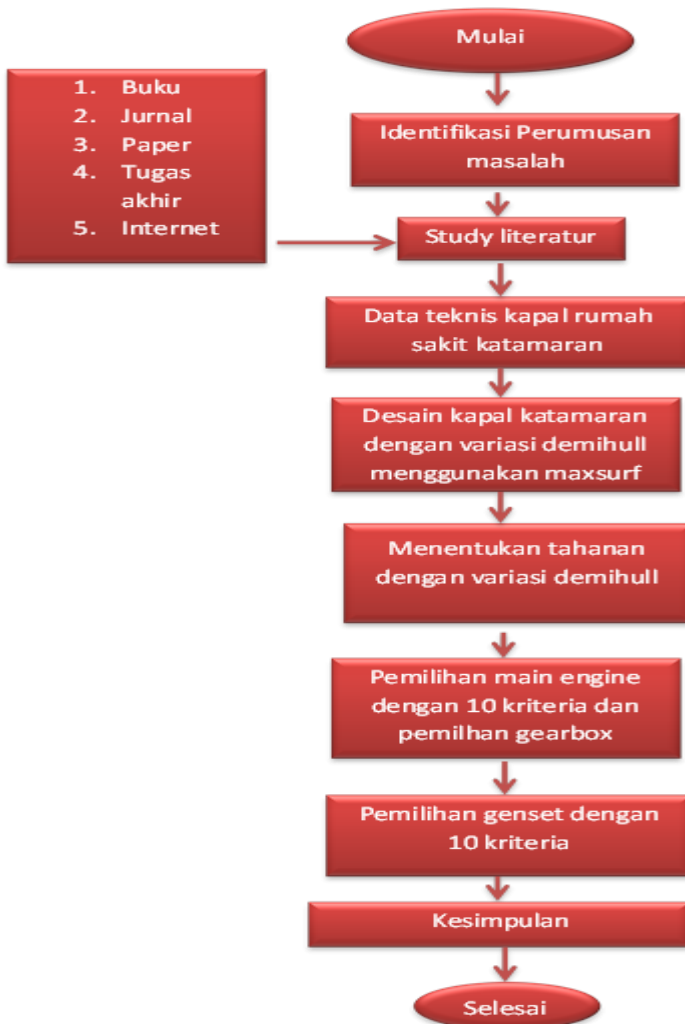 Mulai
1. Buku
2. Jurnal
3. Paper
4. Tugas
akhir
5. Internet
Identifikasi Perumusan
masalah
Study literatur
Data teknis kapal rumah
sakit katamaran
Desain kapal katamaran
dengan variasi demihull
menggunakan maxsurf
Menentukan tahanan
dengan variasi demihull
Pemilihan main engine
dengan 10 kriteria dan
pemilhan gearbox
Pemilihan genset dengan
10 kriteria
Kesimpulan
Selesai